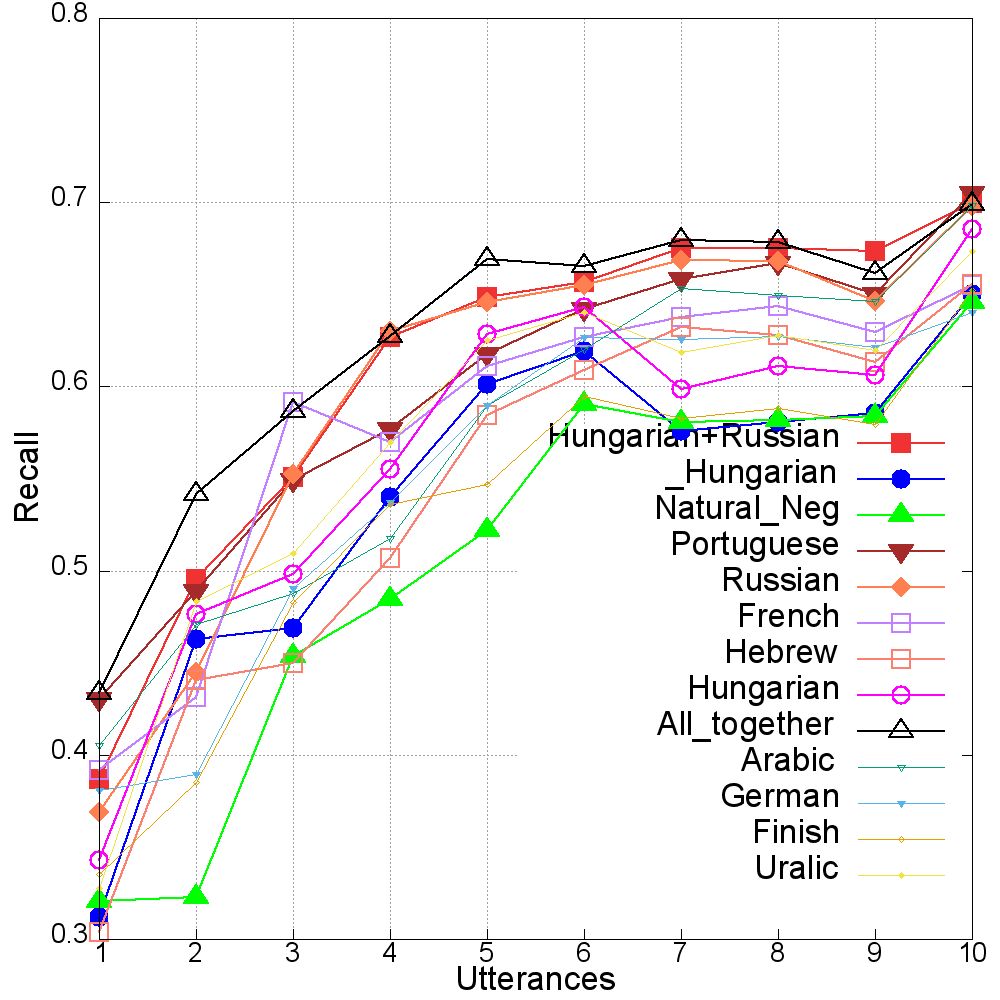 0.8
0.7
0.6
0.5
0.4
0.3
Recall
Hungarian+Russian
_Hungarian
Natural_Neg
Portuguese
Russian
French
Hebrew
Hungarian
All_together
Arabic
German
Finish
Uralic
1 2 3 4 5 6 7 8 9 10
Utterances